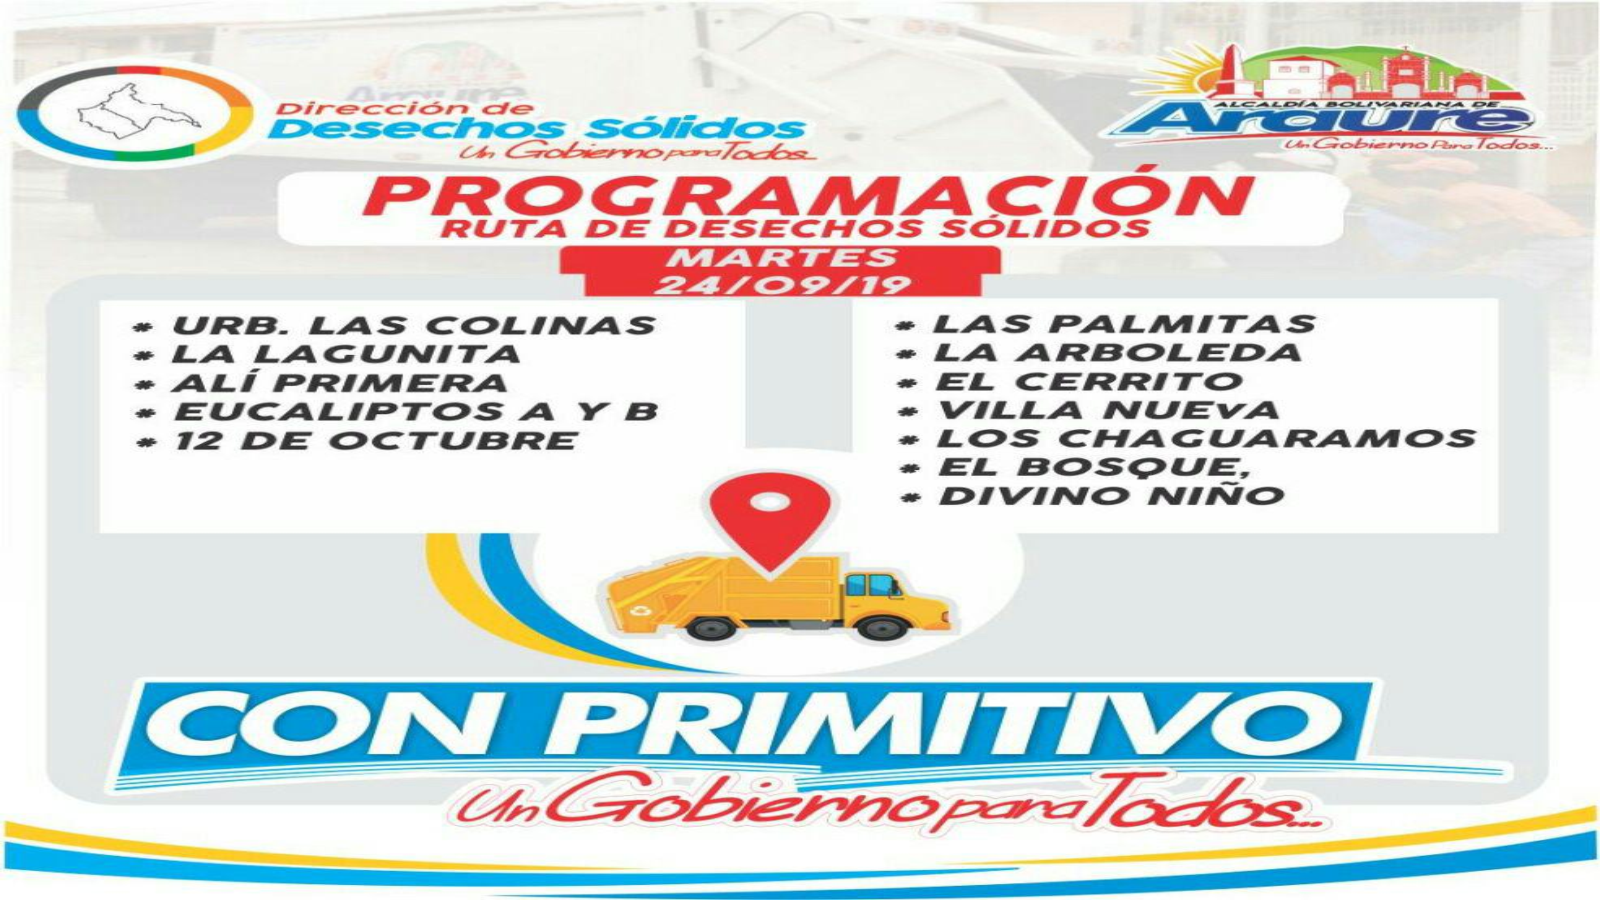 Dirección de
Desechos Sólidos
Un Gobierno para Todos...
ALCALDÍA BOLIVARIANA DE
Araure
Un Gobierno Para Todos...
Araure
PROGRAMACIÓN
RUTA DE DESECHOS SÓLIDOS
MARTES
24/09/19
* URB. LAS COLINAS
* LA LAGUNITA
* ALÍ PRIMERA
* EUCALIPTOS A Y B
* 12 DE OCTUBRE
* LAS PALMITAS
* LA ARBOLEDA
* EL CERRITO
* VILLA NUEVA
* LOS CHAGUARAMOS
* EL BOSQUE,
* DIVINO NIÑO
CON PRIMITIVO
Un Gobierno para Todos...